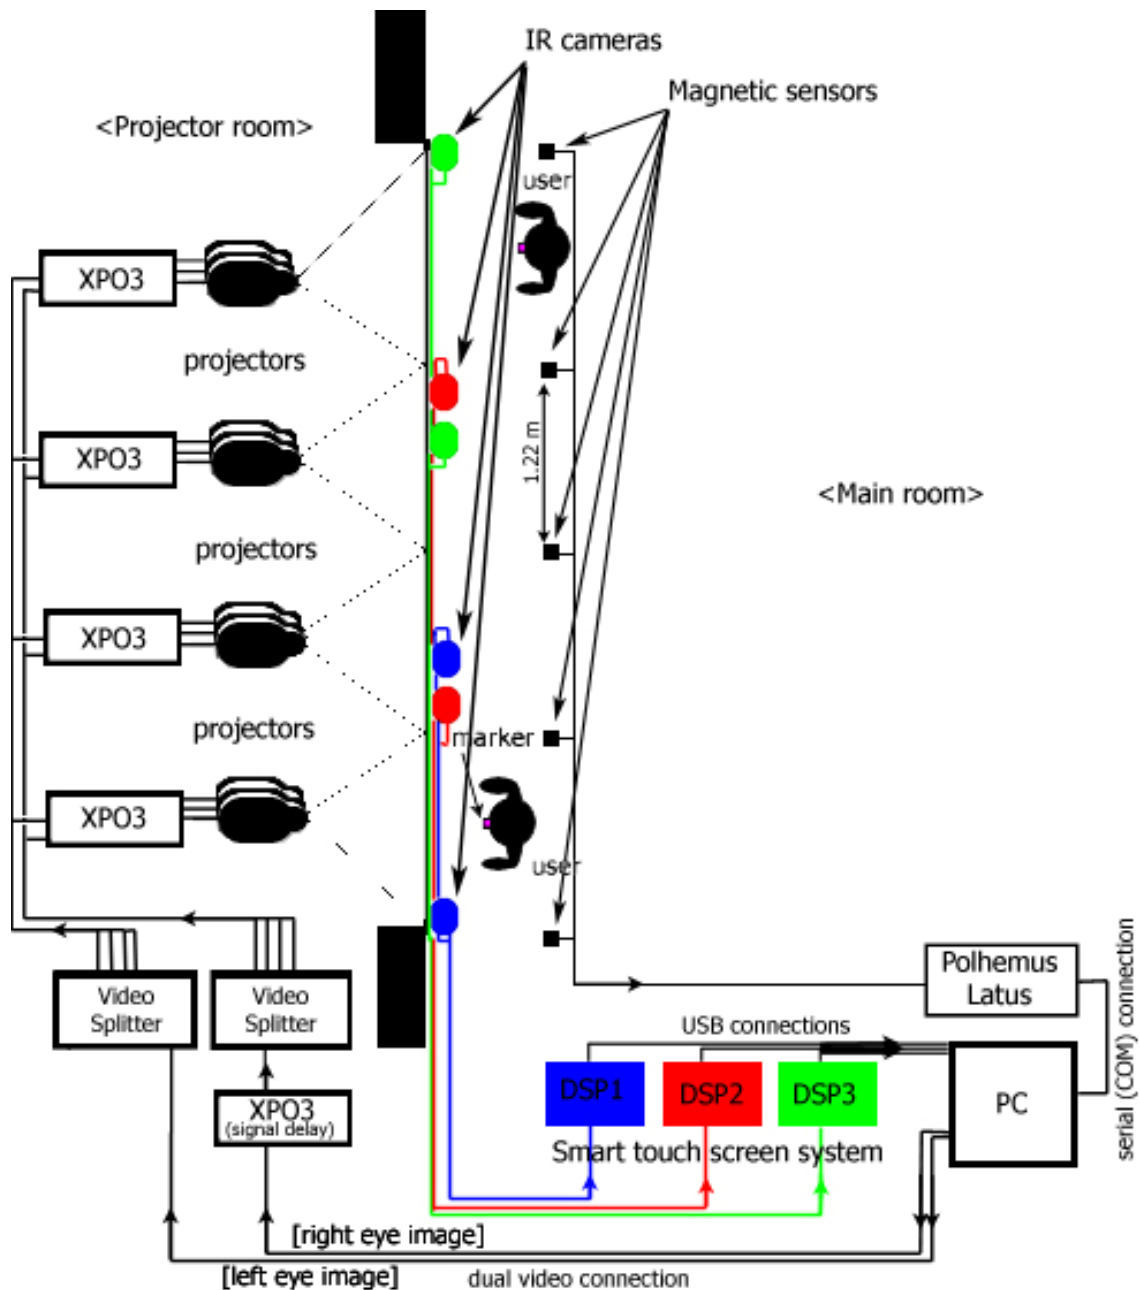 IR cameras
Magnetic sensors
<Projector room>
user
XPO3
projectors
1.22 m
XPO3
<Main room>
projectors
XPO3
projectors
marker
XPO3
user
Polhemus
Latus
serial (COM) connection
Video
Splitter
Video
Splitter
USB connections
DSP1
DSP2
DSP3
PC
XPO3
(signal delay)
Smart touch screen system
[right eye image]
[left eye image]
dual video connection